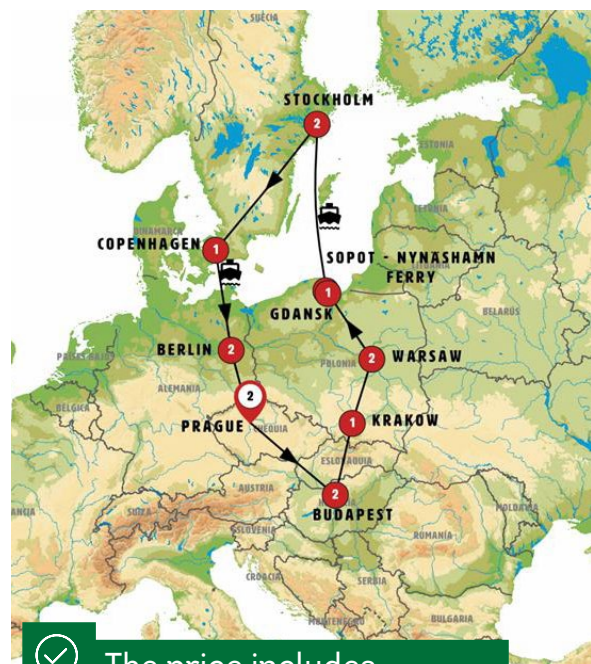 SUÉCIA
STOCKHOLM
2
ESTONIA
LETONIA
DINAMARCA
COPENHAGEN
1
SOPOT - NYNASHAMN
FERRY
LITUANIA
1
GDANSK
BELARUS
BERLIN
2
2
WARSAW
POLONIA
PAISES BAJOS
ALEMANIA
2
BELGICA
PRAGUE
CHEQUIA
1
KRAKOW
ESLOVAQUIA
AUSTRIA
2
BUDAPEST
SUIZA
MOLDAVIA
ESLOVENIA
RUMANIA
CROACIA
SERBIA
MONTENEGRO
BULGARIA
The price includes